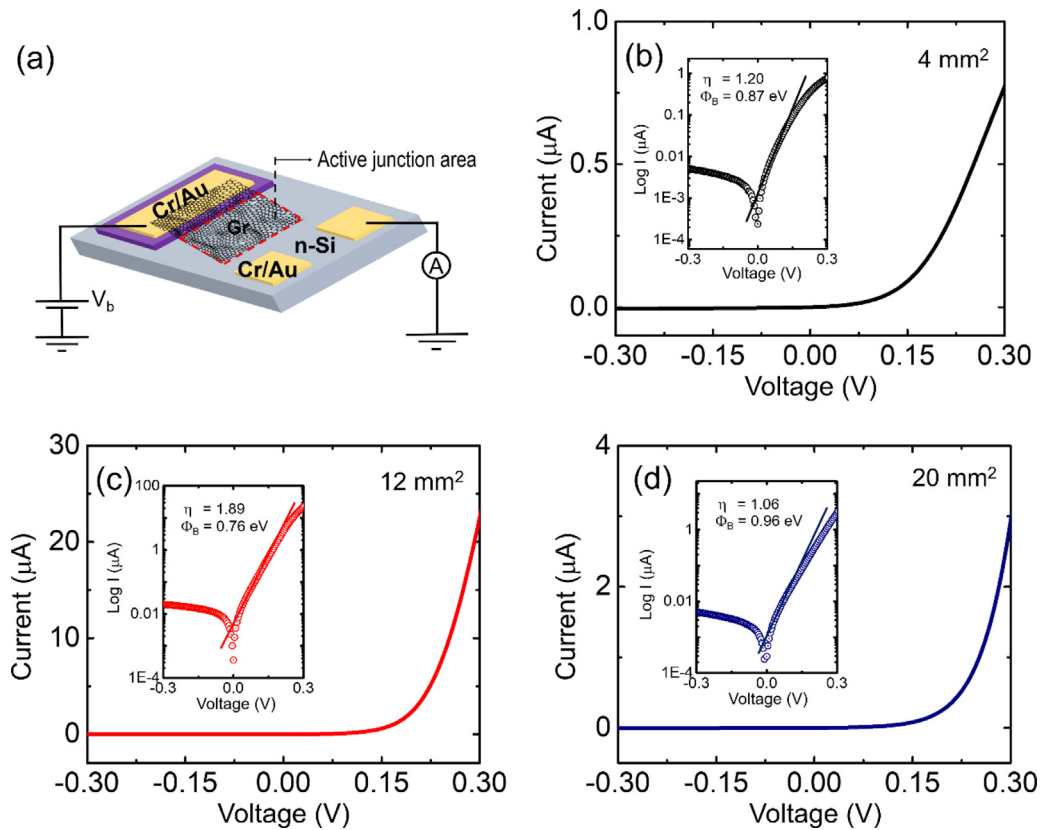 (a)
Active junction area
Cr/Au
Gr
n-Si
Cr/Au
A
V_b
(b)
4 mm²
η = 1.20
Φ_B = 0.87 eV
Log I (µA)
1
0.1
0.01
1E-3
1E-4
-0.3 0.0 0.3
Voltage (V)
Current (µA)
1.0
0.5
0.0
-0.30 -0.15 0.00 0.15 0.30
Voltage (V)
(c)
12 mm²
η = 1.89
Φ_B = 0.76 eV
Log I (µA)
100
1
0.01
1E-4
-0.3 0.0 0.3
Voltage (V)
Current (µA)
30
20
10
0
-0.30 -0.15 0.00 0.15 0.30
Voltage (V)
(d)
20 mm²
η = 1.06
Φ_B = 0.96 eV
Log I (µA)
1
0.01
1E-4
-0.3 0.0 0.3
Voltage (V)
Current (µA)
4
2
0
-0.30 -0.15 0.00 0.15 0.30
Voltage (V)